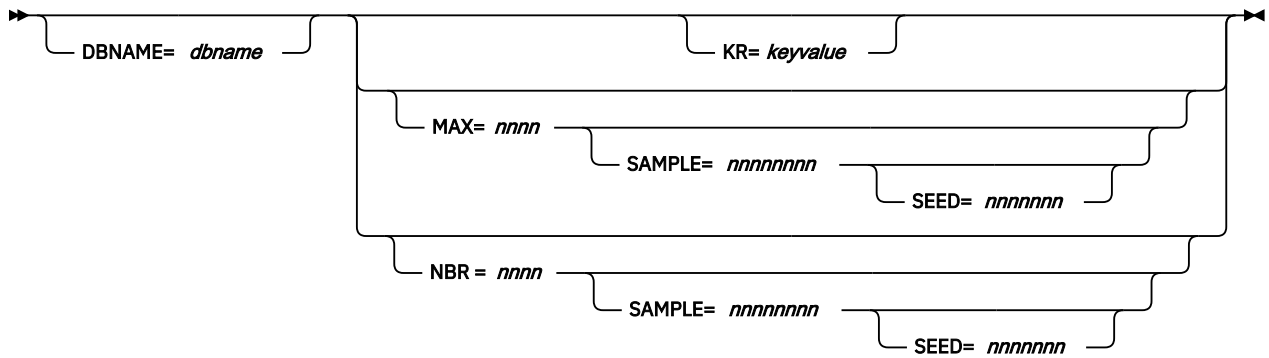 DBNAME= dbname
KR= keyvalue
MAX= nnnn
SAMPLE= nnnnnnnn
SEED= nnnnnnn
NBR = nnnn
SAMPLE= nnnnnnnn
SEED= nnnnnnn